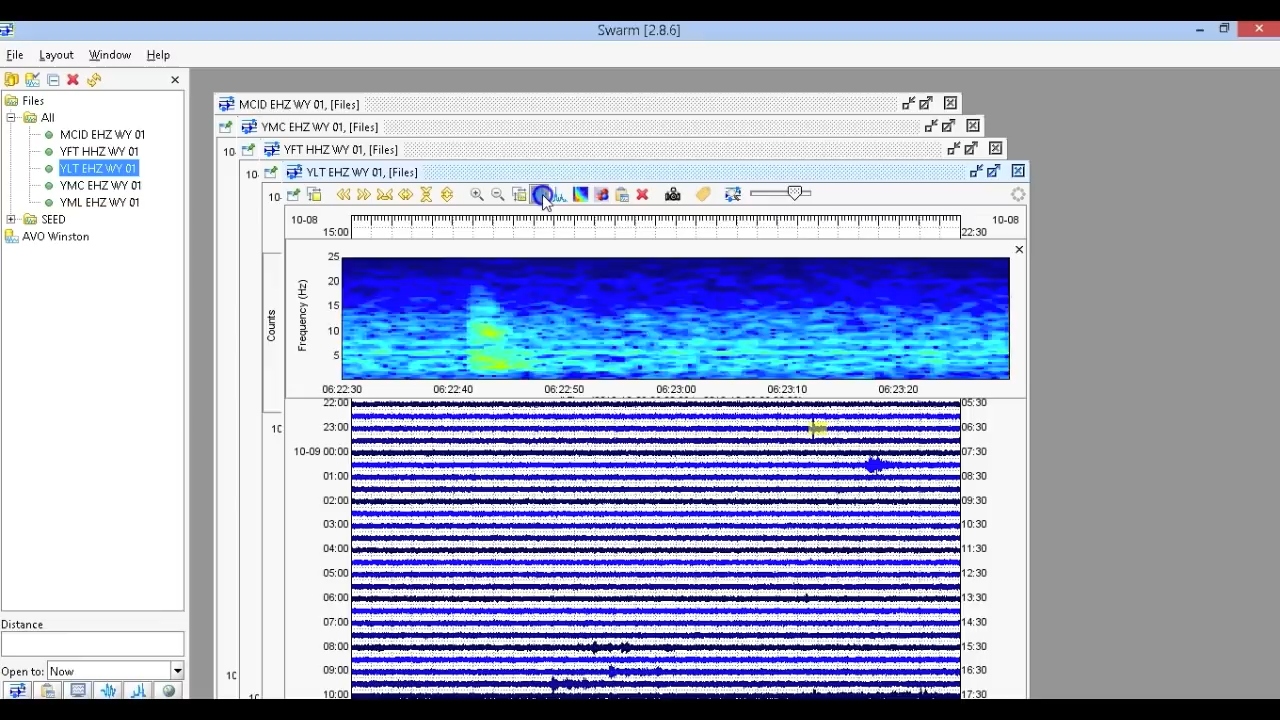 Swarm [2.8.6]
File Layout Window Help
Files
All
MCID EHZ WY 01
YFT HHZ WY 01
YLT EHZ WY 01
YMC EHZ WY 01
YML EHZ WY 01
SEED
AVO Winston
MCID EHZ WY 01, [Files]
YMC EHZ WY 01, [Files]
YFT HHZ WY 01, [Files]
YLT EHZ WY 01, [Files]
10-
10-
10-
10-08 10-08
15:00 22:30
Counts
Frequency (Hz)
25
20
15
10
5
06:22:30 06:22:40 06:22:50 06:23:00 06:23:10 06:23:20
22:00 05:30
23:00 06:30
10-09 00:00 07:30
01:00 08:30
02:00 09:30
03:00 10:30
04:00 11:30
05:00 12:30
06:00 13:30
07:00 14:30
08:00 15:30
09:00 16:30
10:00 17:30
Distance
Open to: Now